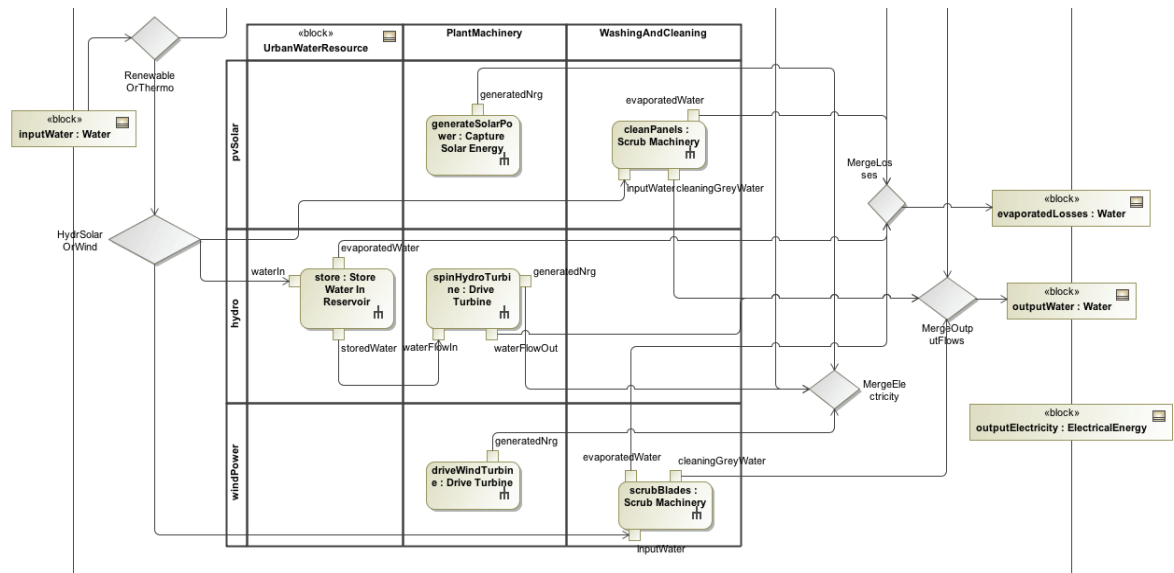 «block»
UrbanWaterResource
PlantMachinery
WashingAndCleaning
Renewable
OrThermo
«block»
inputWater : Water
pvSolar
generatedNrg
generateSolarPo
wer : Capture
Solar Energy
evaporatedWater
cleanPanels :
Scrub Machinery
inputWater
cleaningGreyWater
MergeLos
ses
«block»
evaporatedLosses : Water
HydrSolar
OrWind
hydro
evaporatedWater
waterIn
store : Store
Water In
Reservoir
storedWater
spinHydroTurbi
ne : Drive
Turbine
generatedNrg
waterFlowIn
waterFlowOut
MergeOutp
utFlows
«block»
outputWater : Water
MergeEle
ctricity
«block»
outputElectricity : ElectricalEnergy
windPower
generatedNrg
driveWindTurbin
e : Drive Turbine
evaporatedWater
cleaningGreyWater
scrubBlades :
Scrub Machinery
inputWater